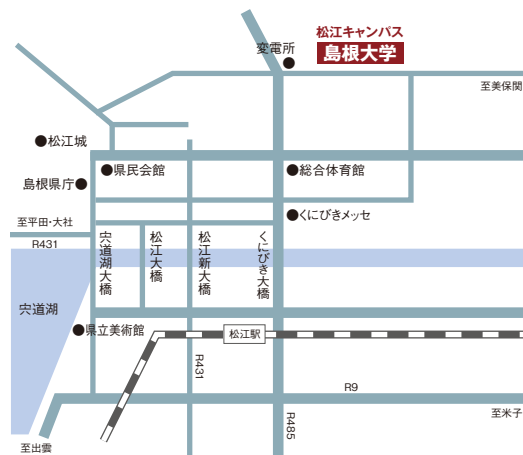 松江キャンパス
島根大学
変電所
至美保関
●松江城
●県民会館
●総合体育館
島根県庁●
●くにびきメッセ
至平田・大社
R431
宍道湖大橋
松江大橋
松江新大橋
くにびき大橋
宍道湖
●県立美術館
松江駅
R431
R9
R485
至米子
至出雲